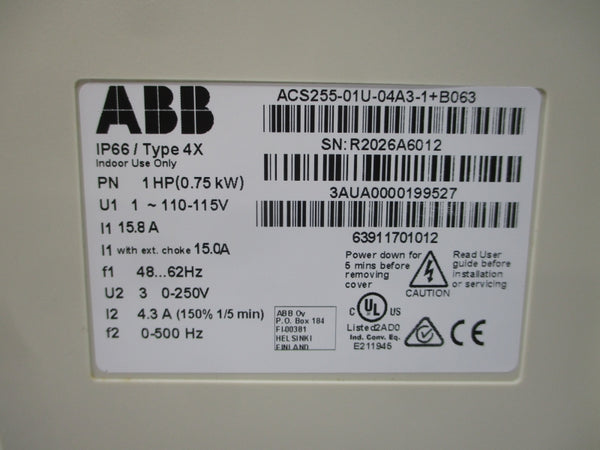 ABB
IP66 / Type 4X
Indoor Use Only
PN 1 HP(0.75 kW)
U1 1 ~ 110-115V
I1 15.8 A
I1 with ext. choke 15.0A
f1 48...62Hz
U2 3 0-250V
I2 4.3 A (150% 1/5 min)
f2 0-500 Hz
ACS255-01U-04A3-1+B063
SN: R2026A6012
3AUA0000199527
63911701012
Power down for
5 mins before
removing
cover
CAUTION
Read User
guide before
installation
or servicing
ABB Oy
P.O. Box 184
FI-00381
HELSINKI
FINLAND
C UL US
Listed2AD0
Ind. Conv. Eq.
E211945
CE